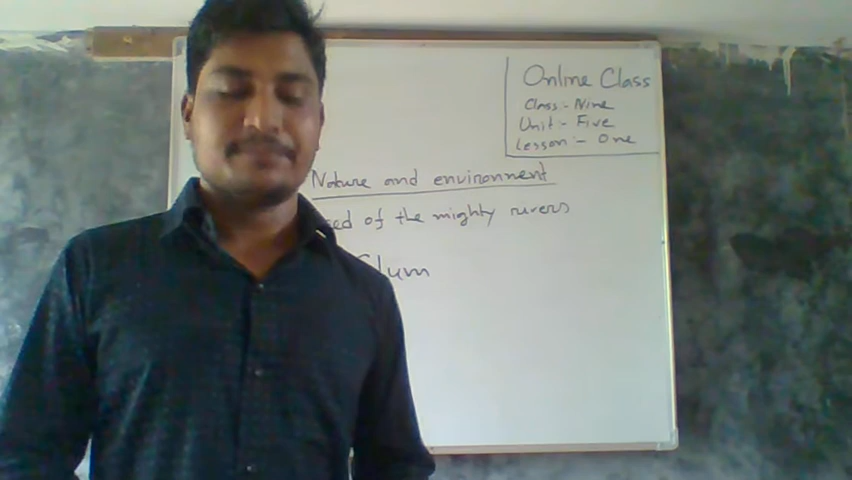 Online Class
Class:- Nine
Unit:- Five
Lesson:- One
Nature and environment
of the mighty rivers